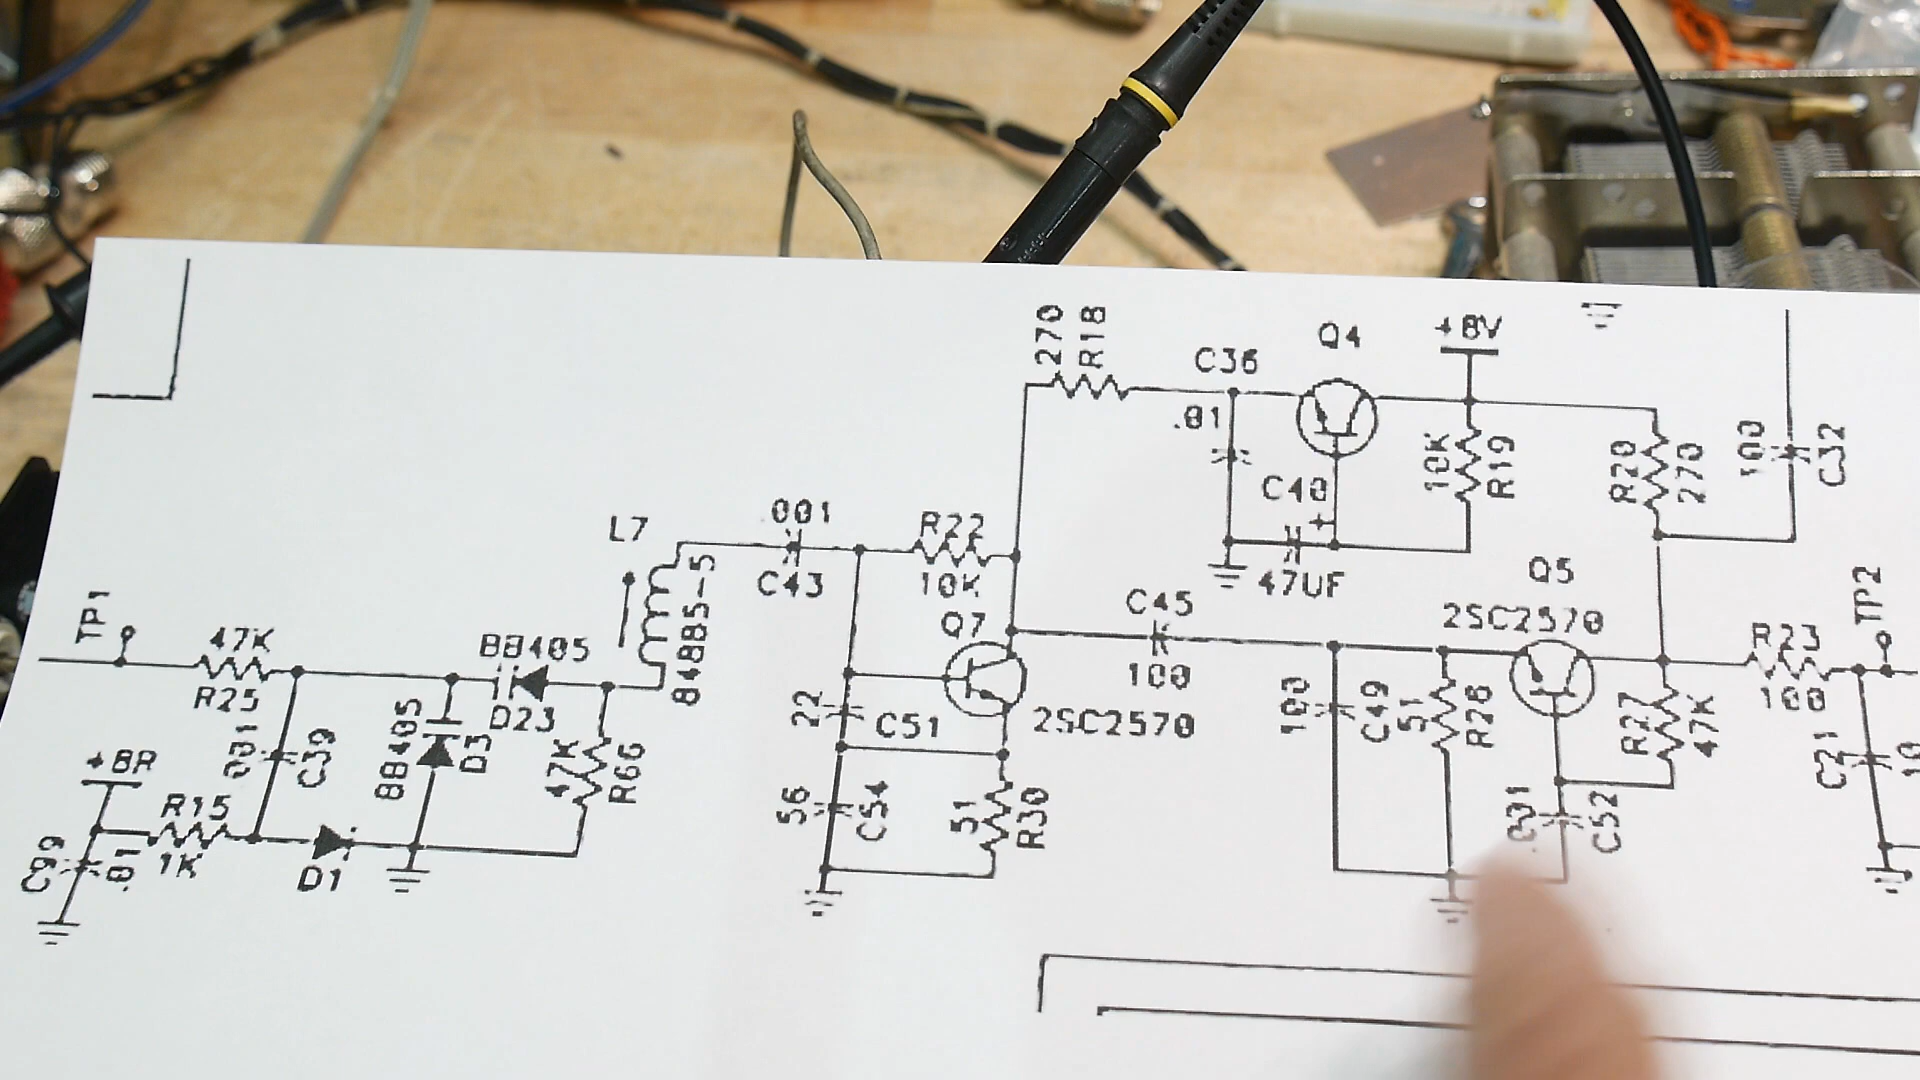 270
R18
C36
.01
Q4
+8V
C40
+
47UF
10K
R19
R20
270
100
C32
L7
84885-5
.001
C43
R22
10K
Q7
2SC2570
C45
100
Q5
2SC2570
TP2
R23
100
TP1
47K
R25
BB405
D23
BB405
D3
47K
R66
22
C51
56
C54
51
R30
100
C49
51
R26
R27
47K
.001
C52
C21
10
+8R
R15
1K
001
C39
D1
C99
.01